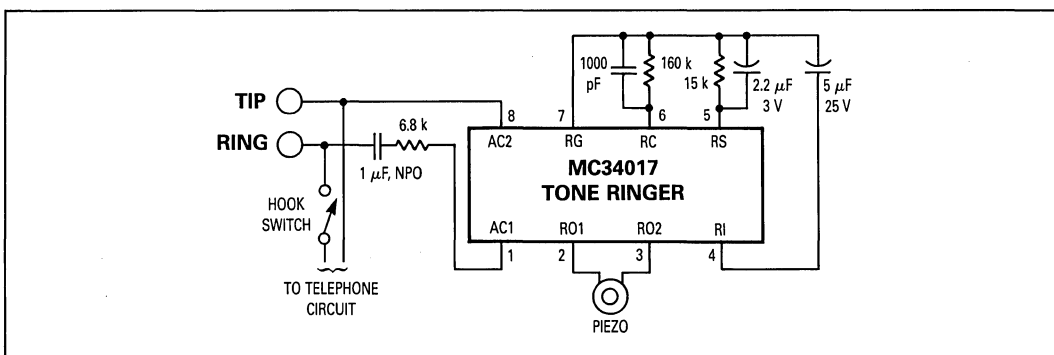 TIP
RING
6.8 k
1 μF, NPO
HOOK
SWITCH
TO TELEPHONE
CIRCUIT
1000
pF
160 k
15 k
2.2 μF
3 V
5 μF
25 V
8
7
6
5
AC2
RG
RC
RS
MC34017
TONE RINGER
AC1
RO1
RO2
RI
1
2
3
4
PIEZO